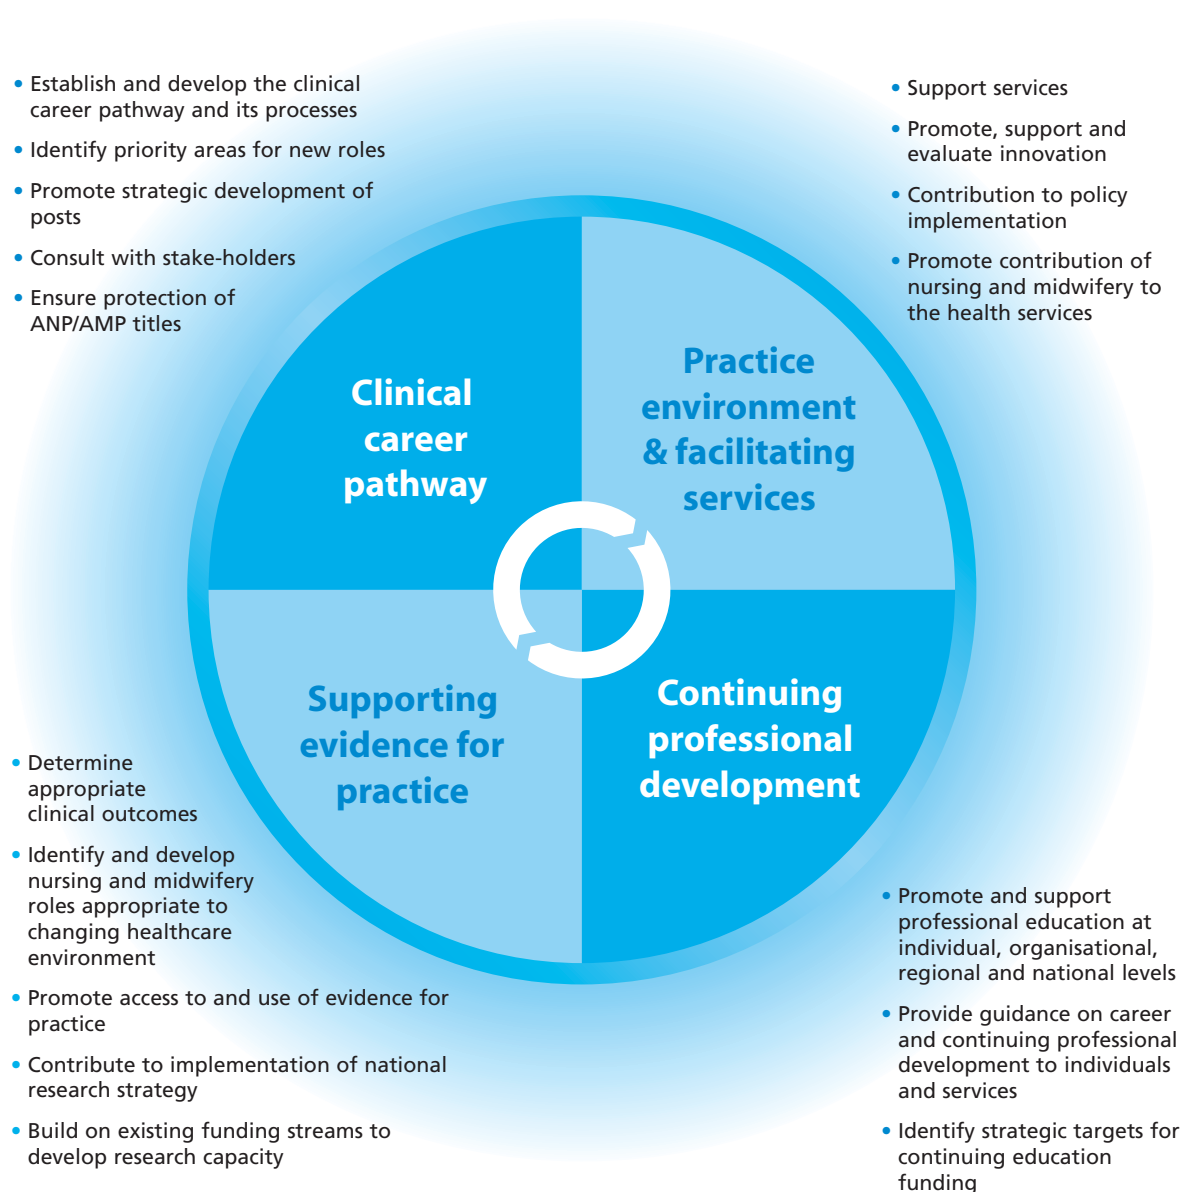 • Establish and develop the clinical
career pathway and its processes
• Identify priority areas for new roles
• Promote strategic development of
posts
• Consult with stake-holders
• Ensure protection of
ANP/AMP titles
• Support services
• Promote, support and
evaluate innovation
• Contribution to policy
implementation
• Promote contribution of
nursing and midwifery to
the health services
Clinical
career
pathway
Practice
environment
& facilitating
services
Supporting
evidence for
practice
Continuing
professional
development
• Determine
appropriate
clinical outcomes
• Identify and develop
nursing and midwifery
roles appropriate to
changing healthcare
environment
• Promote access to and use of evidence for
practice
• Contribute to implementation of national
research strategy
• Build on existing funding streams to
develop research capacity
• Promote and support
professional education at
individual, organisational,
regional and national levels
• Provide guidance on career
and continuing professional
development to individuals
and services
• Identify strategic targets for
continuing education
funding